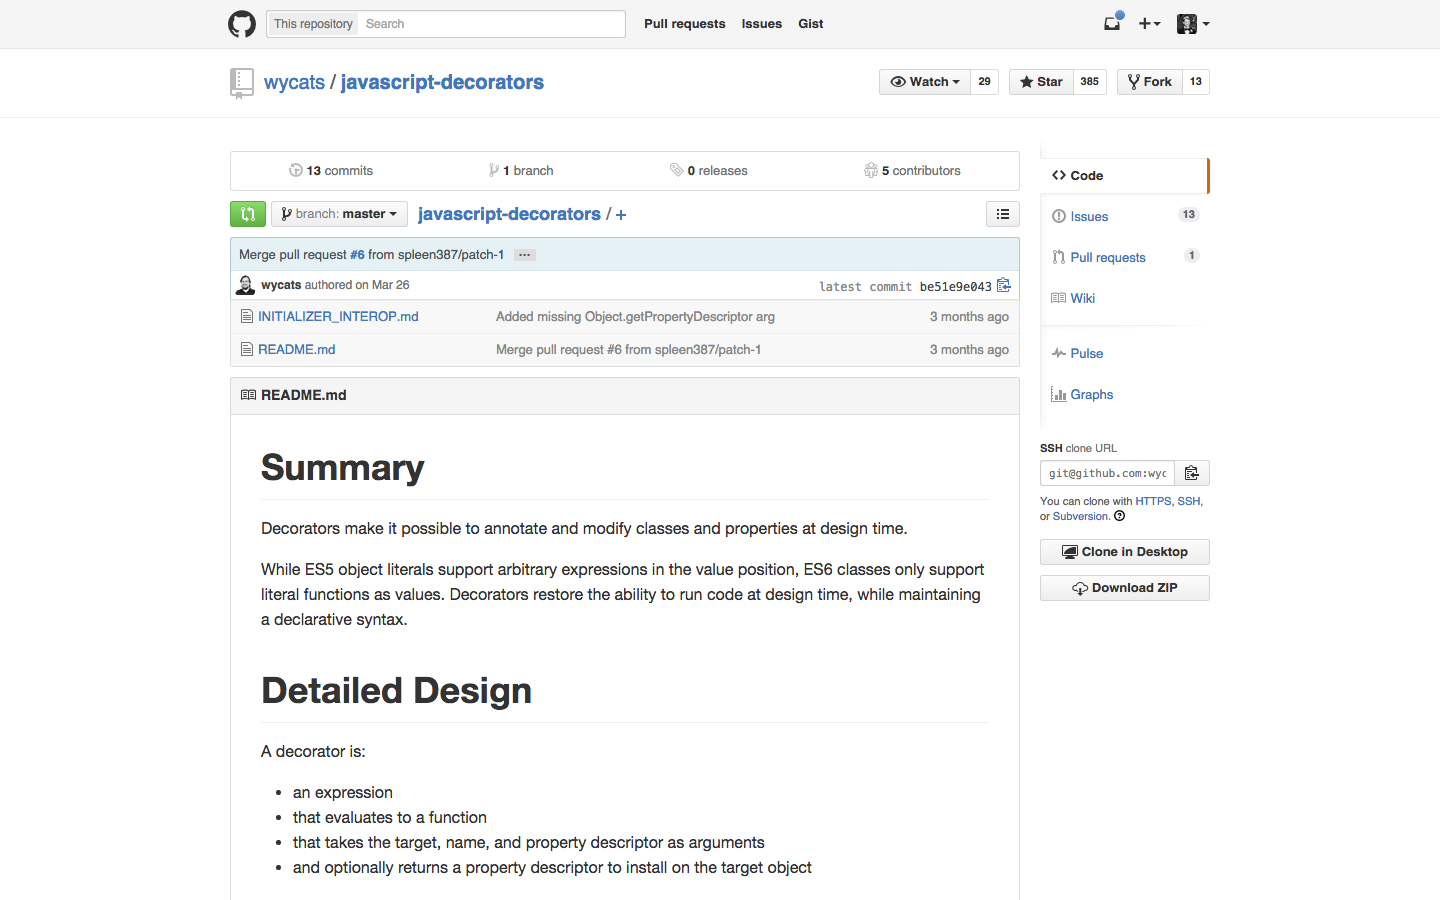 This repository Search Pull requests Issues Gist
wycats / javascript-decorators Watch 29 Star 385 Fork 13
13 commits 1 branch 0 releases 5 contributors
branch: master javascript-decorators / +
Merge pull request #6 from spleen387/patch-1 ...
wycats authored on Mar 26 latest commit be51e9e043
INITIALIZER_INTEROP.md Added missing Object.getPropertyDescriptor arg 3 months ago
README.md Merge pull request #6 from spleen387/patch-1 3 months ago
README.md
Summary
Decorators make it possible to annotate and modify classes and properties at design time.
While ES5 object literals support arbitrary expressions in the value position, ES6 classes only support
literal functions as values. Decorators restore the ability to run code at design time, while maintaining
a declarative syntax.
Detailed Design
A decorator is:
• an expression
• that evaluates to a function
• that takes the target, name, and property descriptor as arguments
• and optionally returns a property descriptor to install on the target object
Code
Issues 13
Pull requests 1
Wiki
Pulse
Graphs
SSH clone URL
git@github.com:wyc
You can clone with HTTPS, SSH,
or Subversion.
Clone in Desktop
Download ZIP